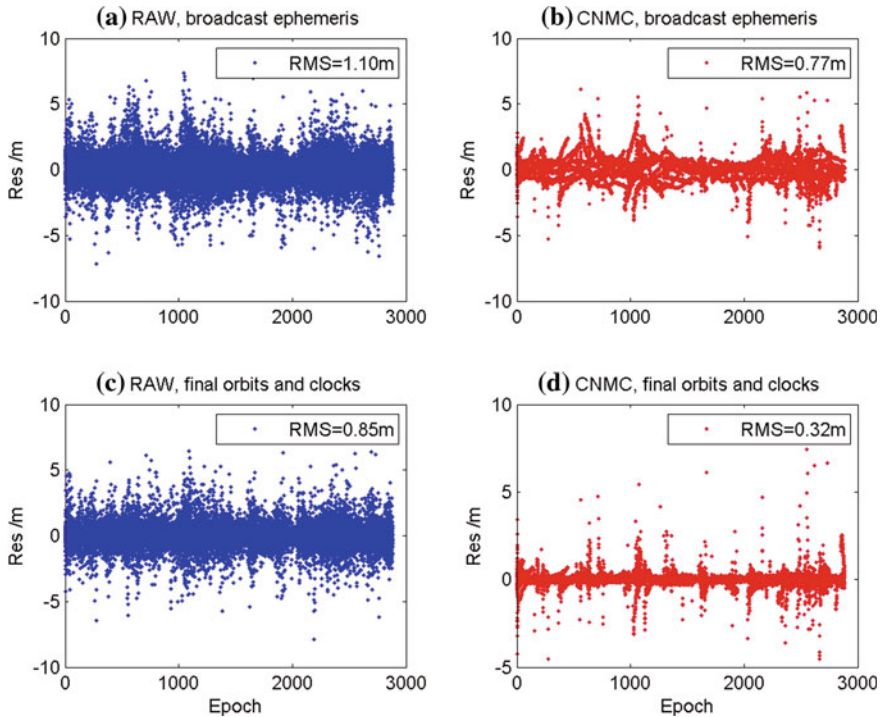 (a) RAW, broadcast ephemeris
RMS=1.10m
10
5
0
-5
-10
Res /m
0
1000
2000
3000
(b) CNMC, broadcast ephemeris
RMS=0.77m
10
5
0
-5
-10
Res /m
0
1000
2000
3000
(c) RAW, final orbits and clocks
RMS=0.85m
10
5
0
-5
-10
Res /m
0
1000
2000
3000
Epoch
(d) CNMC, final orbits and clocks
RMS=0.32m
10
5
0
-5
Res /m
0
1000
2000
3000
Epoch